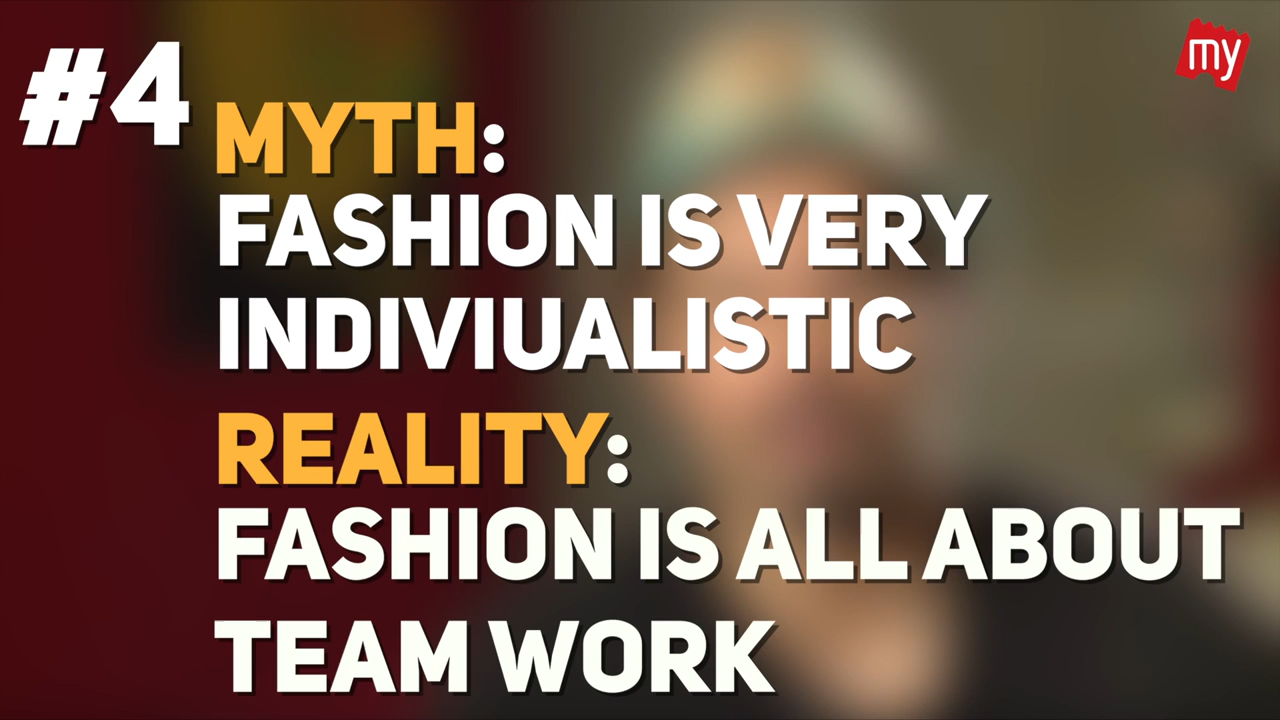 #4
MYTH:
FASHION IS VERY
INDIVIUALISTIC
REALITY:
FASHION IS ALL ABOUT
TEAM WORK
my